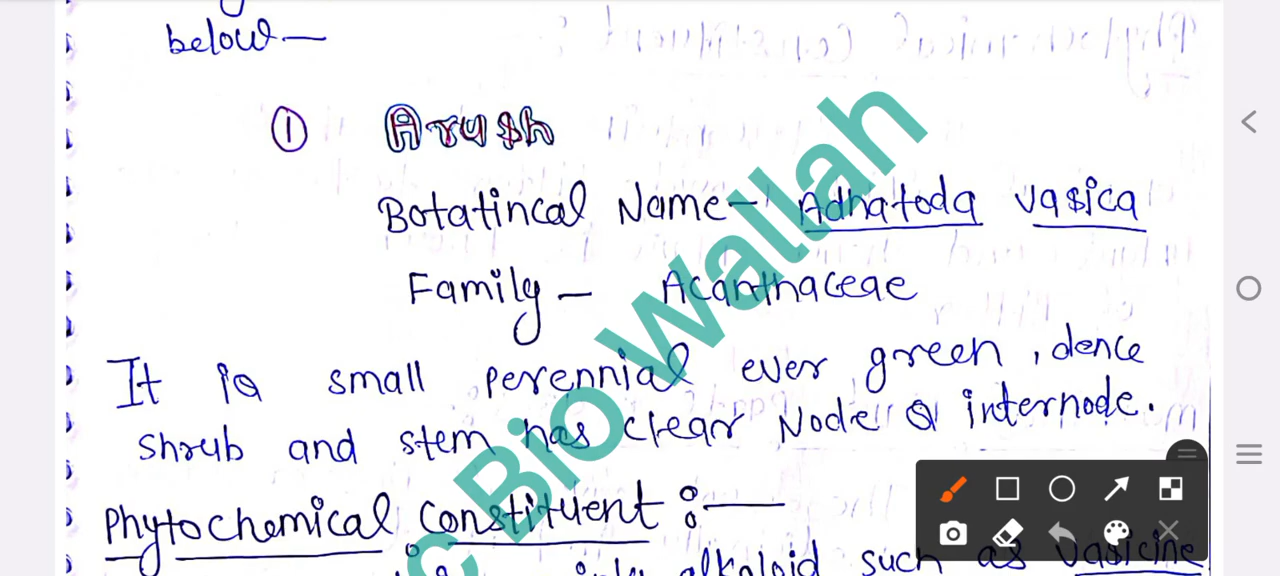 below—
① Arush
Botatincal Name— Adhatoda vasica
Family— Acanthaceae
It is small perennial ever green, dence
shrub and stem has clear Node & internode.
Phytochemical Constituent :—
only alkaloid such as vasicine
Bio Wallah